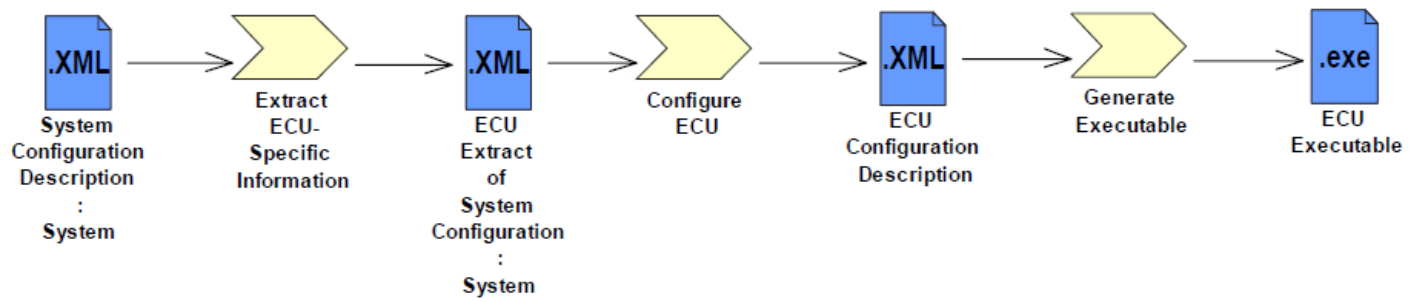 .XML
System
Configuration
Description
:
System
Extract
ECU-
Specific
Information
.XML
ECU
Extract
of
System
Configuration
:
System
Configure
ECU
.XML
ECU
Configuration
Description
Generate
Executable
.exe
ECU
Executable